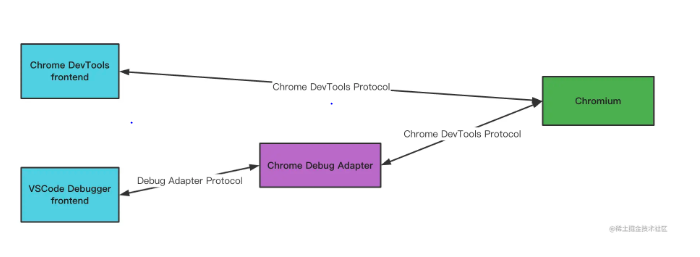 Chrome DevTools
frontend
Chrome DevTools Protocol
Chromium
Chrome DevTools Protocol
Chrome Debug Adapter
Debug Adapter Protocol
VSCode Debugger
frontend
@稀土掘金技术社区